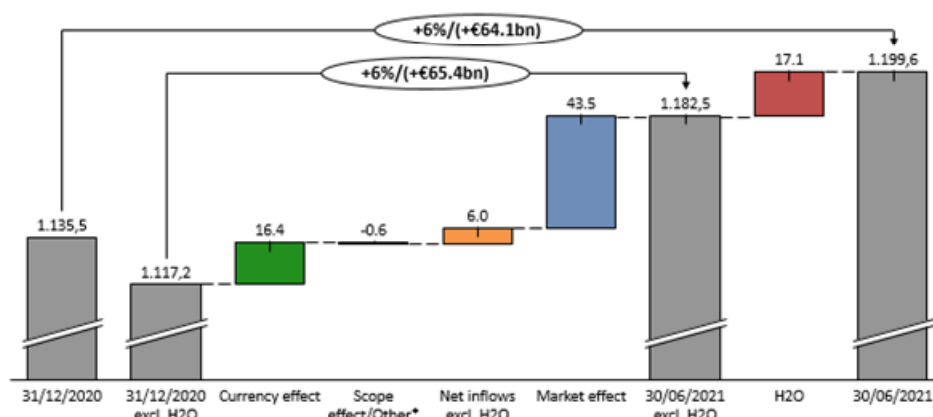 +6%/(+€64.1bn)
+6%/(+€65.4bn)
17.1
1.199,6
43.5
1.182,5
6.0
-0.6
16.4
1.135,5
1.117,2
31/12/2020
31/12/2020
excl. H2O
Currency effect
Scope
effect/Other*
Net inflows
excl. H2O
Market effect
30/06/2021
excl. H2O
H2O
30/06/2021